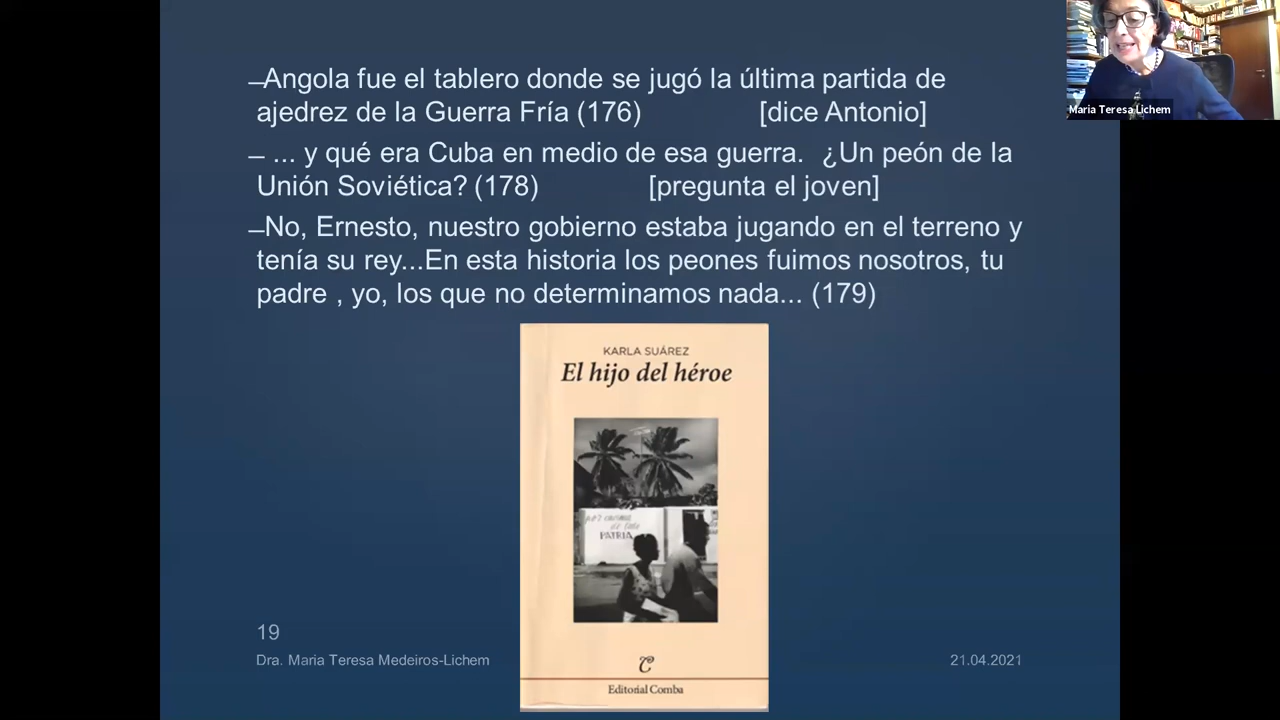 Maria Teresa Lichem
–Angola fue el tablero donde se jugó la última partida de
ajedrez de la Guerra Fría (176) [dice Antonio]
– ... y qué era Cuba en medio de esa guerra. ¿Un peón de la
Unión Soviética? (178) [pregunta el joven]
–No, Ernesto, nuestro gobierno estaba jugando en el terreno y
tenía su rey...En esta historia los peones fuimos nosotros, tu
padre , yo, los que no determinamos nada... (179)
KARLA SUÁREZ
El hijo del héroe
por encima
de todo
PATRIA
Editorial Comba
19
Dra. Maria Teresa Medeiros-Lichem
21.04.2021